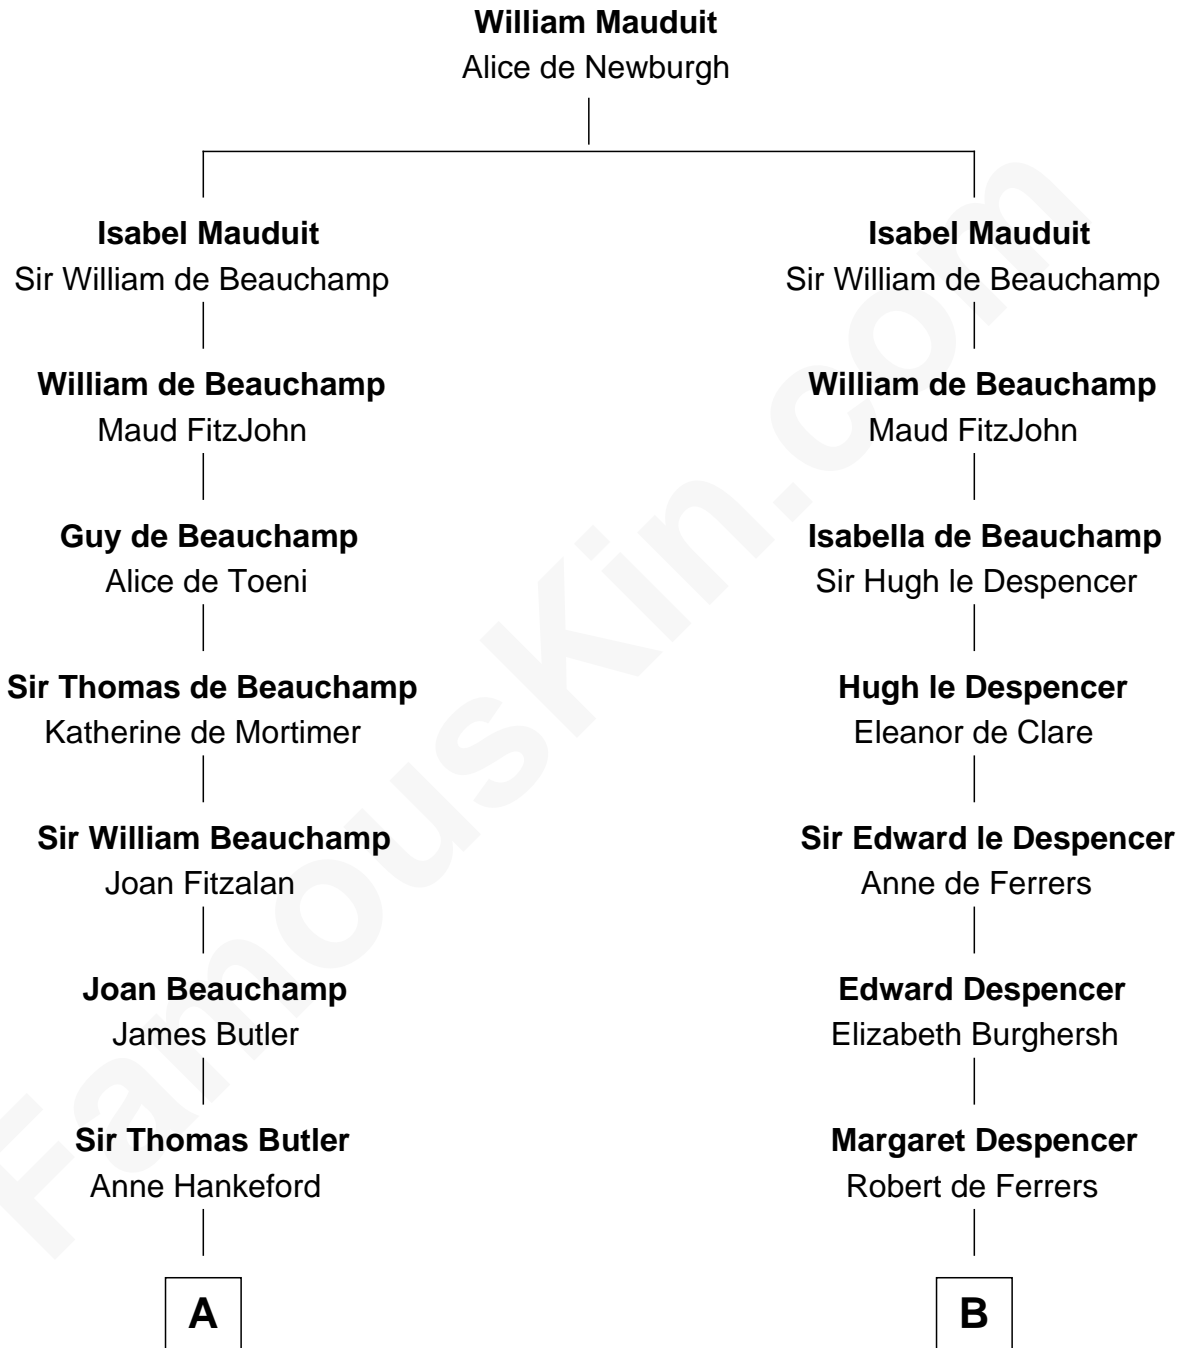 William Mauduit
Alice de Newburgh
Isabel Mauduit
Sir William de Beauchamp
Isabel Mauduit
Sir William de Beauchamp
William de Beauchamp
Maud FitzJohn
William de Beauchamp
Maud FitzJohn
Guy de Beauchamp
Alice de Toeni
Isabella de Beauchamp
Sir Hugh le Despencer
Sir Thomas de Beauchamp
Katherine de Mortimer
Hugh le Despencer
Eleanor de Clare
Sir William Beauchamp
Joan Fitzalan
Sir Edward le Despencer
Anne de Ferrers
Joan Beauchamp
James Butler
Edward Despencer
Elizabeth Burghersh
Sir Thomas Butler
Anne Hankeford
Margaret Despencer
Robert de Ferrers
A
B
FamousKin.com